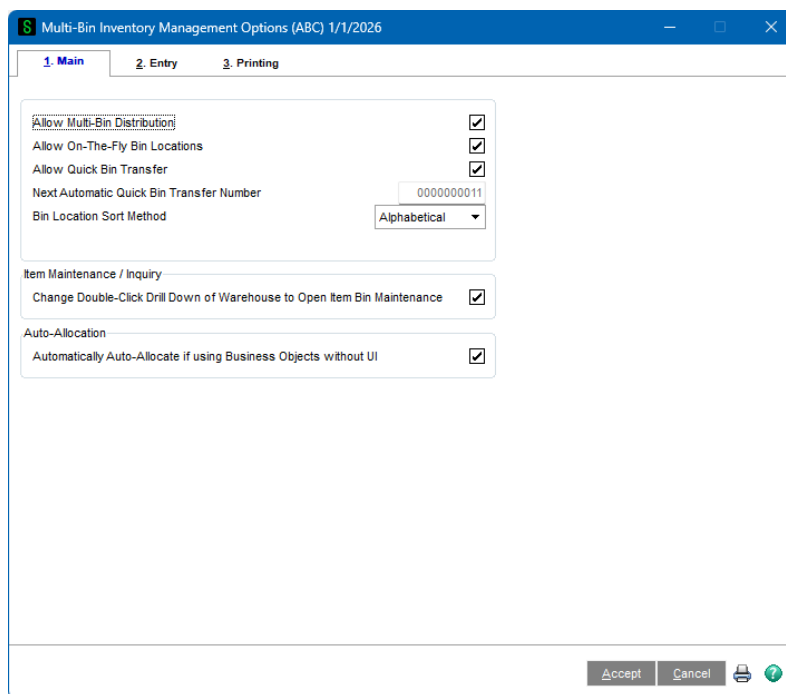 S Multi-Bin Inventory Management Options (ABC) 1/1/2026
1. Main 2. Entry 3. Printing
Allow Multi-Bin Distribution
Allow On-The-Fly Bin Locations
Allow Quick Bin Transfer
Next Automatic Quick Bin Transfer Number 0000000011
Bin Location Sort Method Alphabetical
Item Maintenance / Inquiry
Change Double-Click Drill Down of Warehouse to Open Item Bin Maintenance
Auto-Allocation
Automatically Auto-Allocate if using Business Objects without UI
Accept Cancel ?